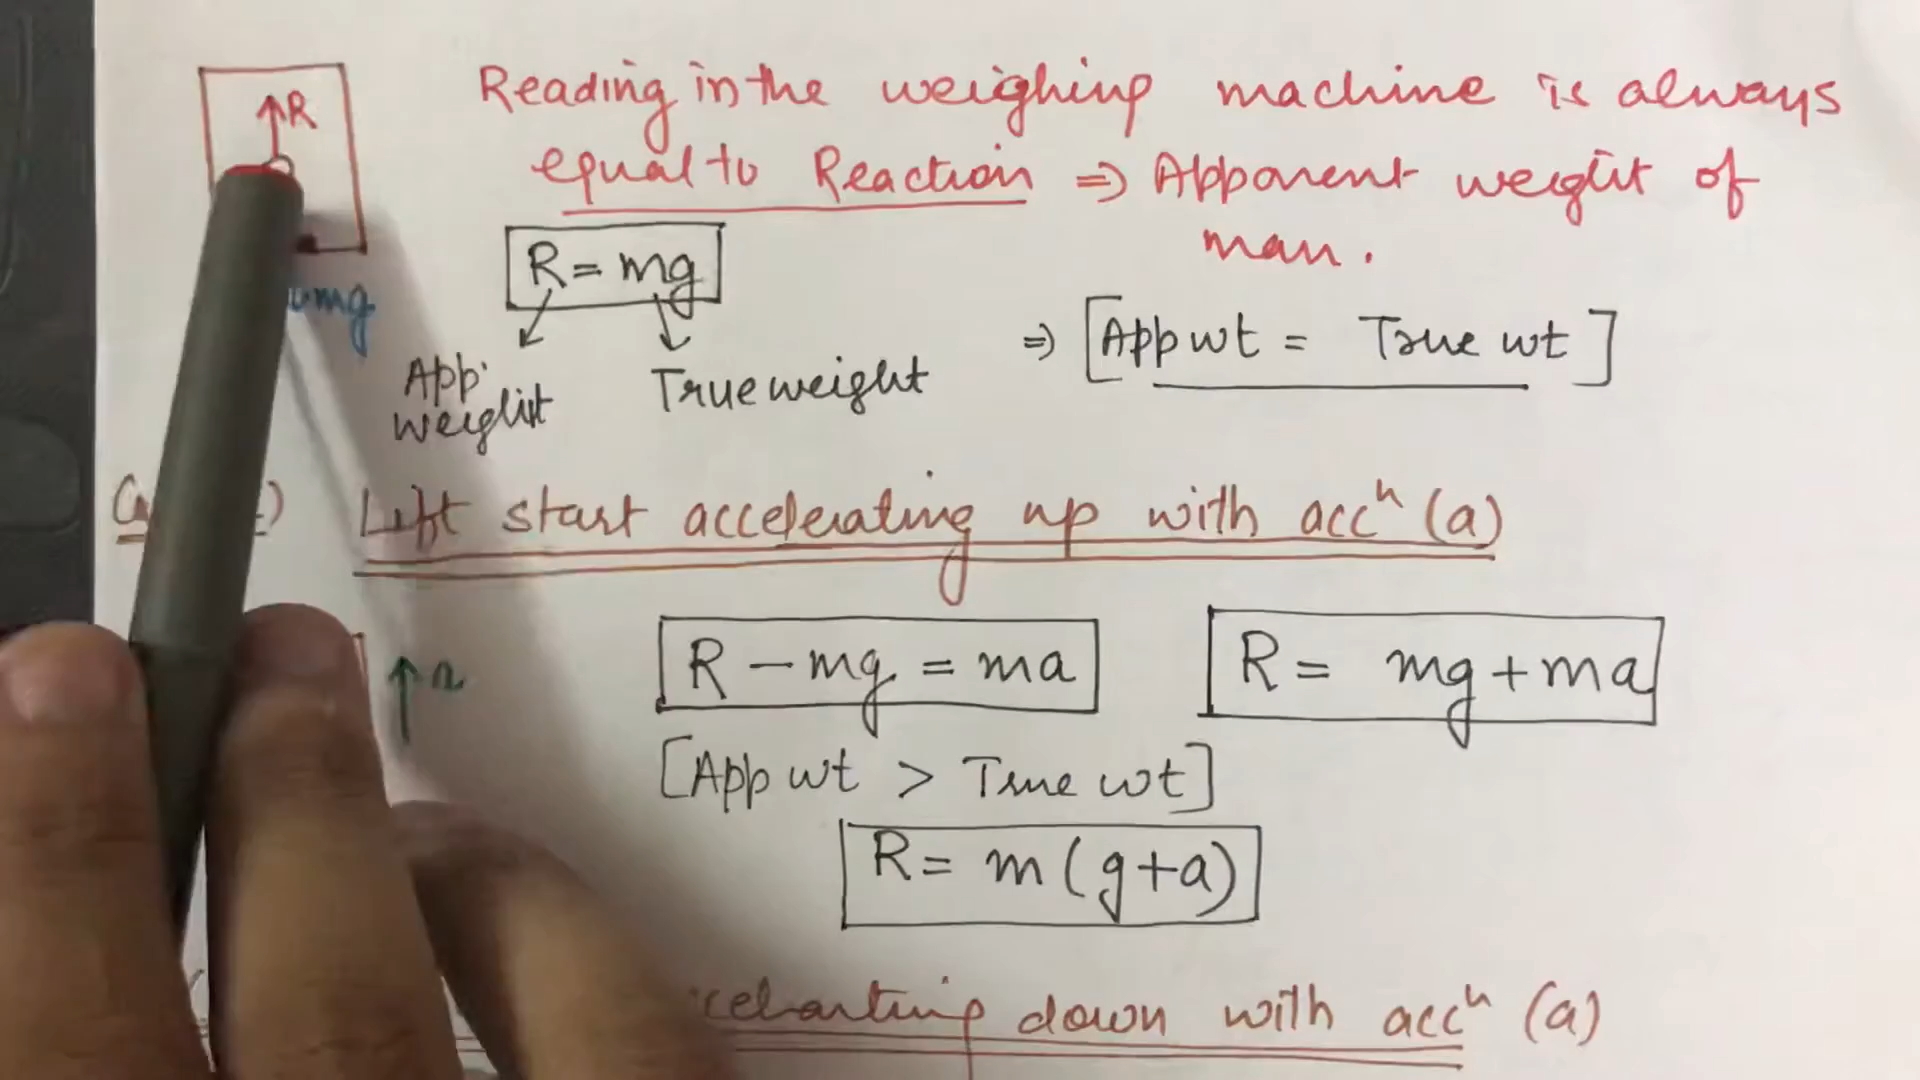 R
Reading in the weighing machine is always
equal to Reaction ⇒ Apparent weight of
man.
R = mg
mg
App. weight
True weight
⇒ [App wt = True wt]
Lift start accelerating up with accⁿ (a)
a
R − mg = ma
R = mg + ma
[App wt > True wt]
R = m(g+a)
down with accⁿ (a)